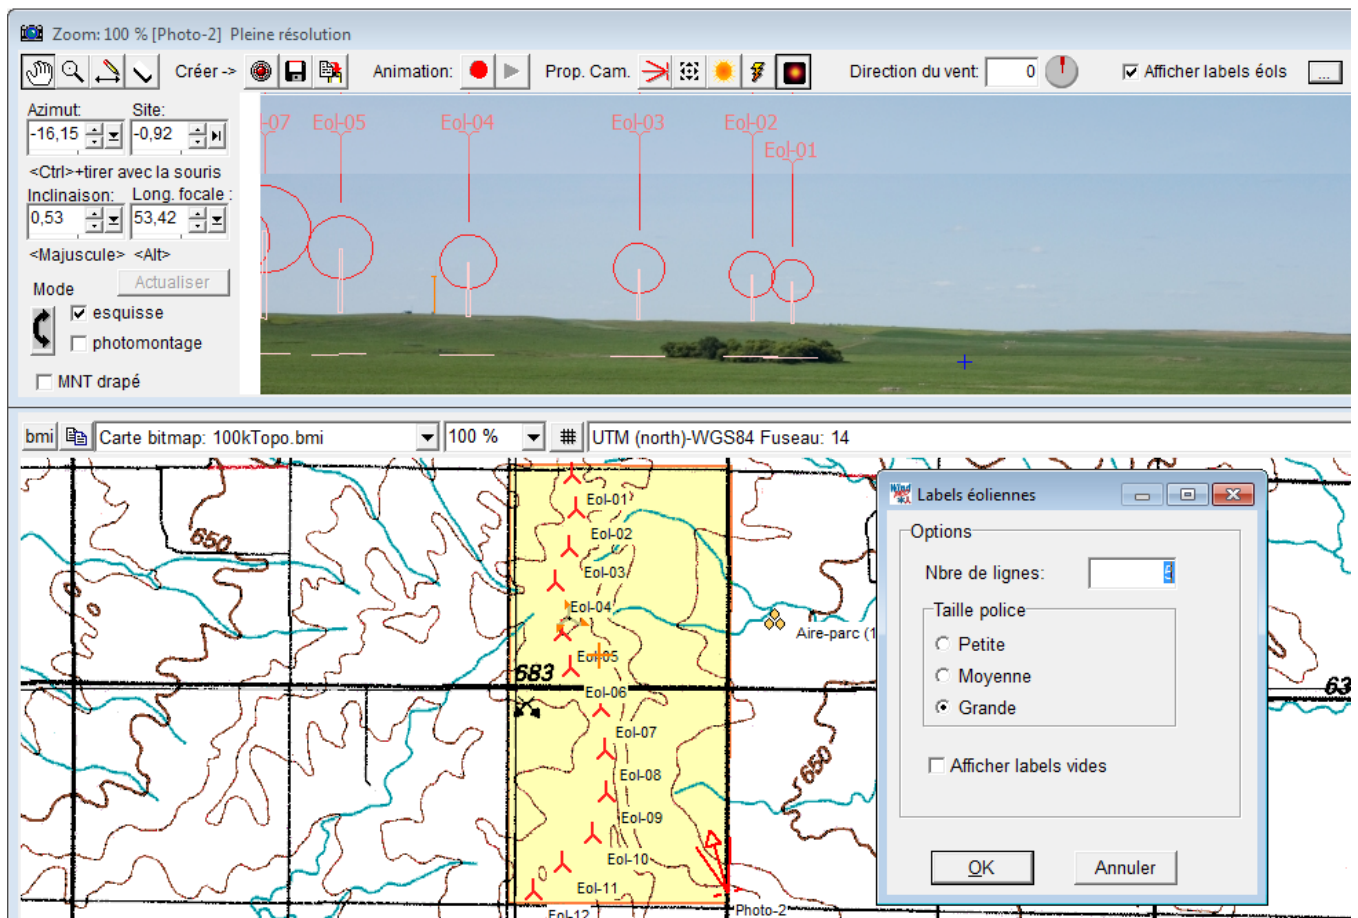 Zoom: 100 % [Photo-2] Pleine résolution
Créer -> Animation: Prop. Cam. Direction du vent: 0 Afficher labels éols ...
Azimut: Site:
-16,15 -0,92
<Ctrl>+tirer avec la souris
Inclinaison: Long. focale :
0,53 53,42
<Majuscule> <Alt>
Actualiser
Mode
esquisse
photomontage
MNT drapé
-07 Eol-05 Eol-04 Eol-03 Eol-02
Eol-01
bmi Carte bitmap: 100kTopo.bmi 100 % UTM (north)-WGS84 Fuseau: 14
650
Eol-01
Eol-02
Eol-03
Eol-04
Eol-05
683
Eol-06
Eol-07
Eol-08
Eol-09
Eol-10
Eol-11
Eol-12
Photo-2
Aire-parc (1
650
63
Labels éoliennes
Options
Nbre de lignes:
Taille police
Petite
Moyenne
Grande
Afficher labels vides
OK Annuler